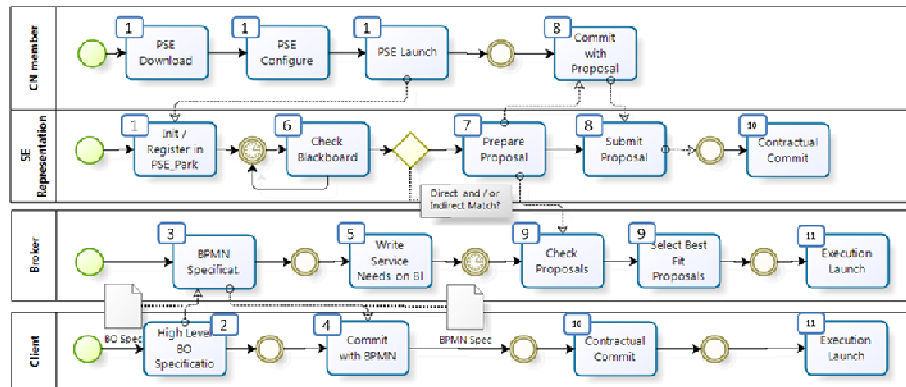 CN member
1
PSE
Download
1
PSE
Configure
1
PSE Launch
8
Commit
with
Proposal
SE
Representation
1
Init /
Register in
PSE_Park
6
Check
Blackboard
7
Prepare
Proposal
8
Submit
Proposal
10
Contractual
Commit
Direct and / or
Indirect Match?
Broker
3
BPMN
Specificat.
5
Write
Service
Needs on Bl
9
Check
Proposals
9
Select Best
Fit
Proposals
11
Execution
Launch
BO Spec
BPMN Spec
Client
2
High Level
BO
Specificatio
4
Commit
with BPMN
10
Contractual
Commit
11
Execution
Launch